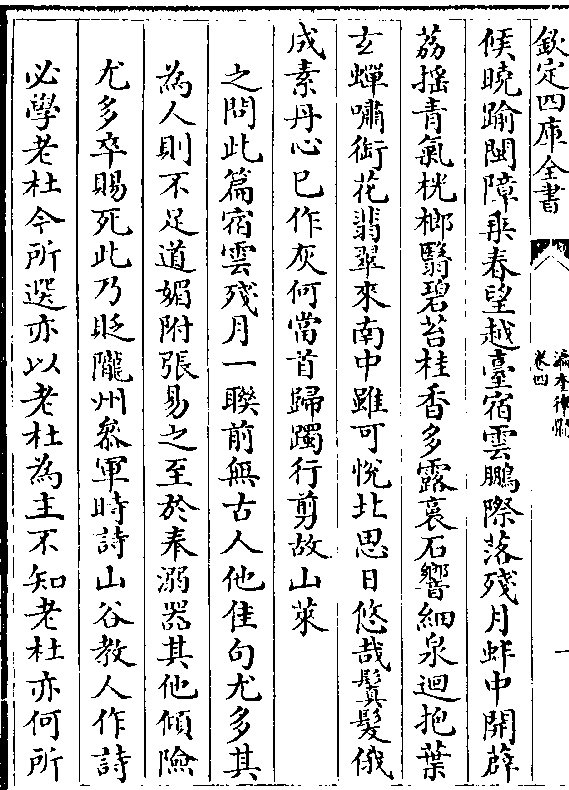 欽定四庫全書
瀛奎律髓
卷四
一
候曉踰閩障乗春望越臺宿雲鵬際落殘月蚌中開薜
荔揺青氣桄榔翳碧苔桂香多露裛石響細泉迴抱葉
玄蟬嘯銜花翡翠來南中雖可悅北思日悠哉鬒髮俄
成素丹心已作灰何當首歸躅行剪故山萊
之問此篇宿雲殘月一聯前無古人他佳句尤多其
為人則不足道媚附張易之至於奉溺器其他傾險
尤多卒賜死此乃貶隴州叅軍時詩山谷教人作詩
必學老杜今所選亦以老杜為主不知老杜亦何所